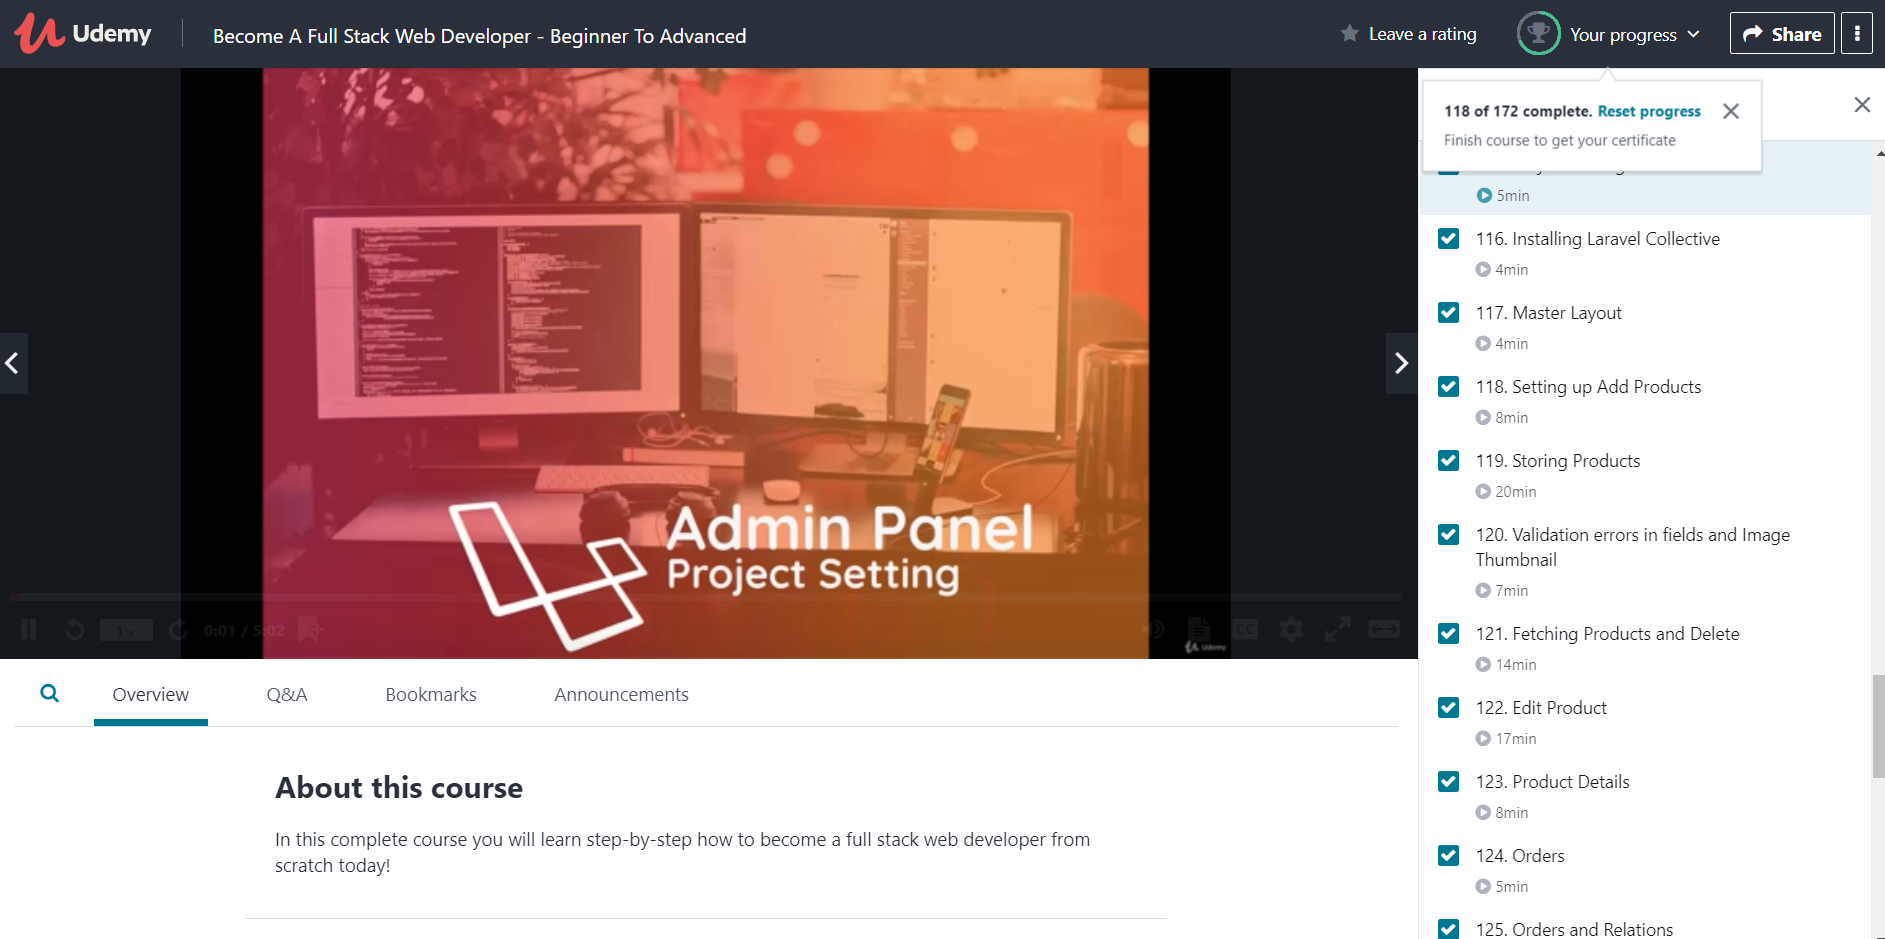 Udemy
Become A Full Stack Web Developer - Beginner To Advanced
Leave a rating
Your progress
Share
118 of 172 complete. Reset progress
Finish course to get your certificate
5min
116. Installing Laravel Collective
4min
117. Master Layout
4min
118. Setting up Add Products
8min
119. Storing Products
20min
120. Validation errors in fields and Image
Thumbnail
7min
121. Fetching Products and Delete
14min
122. Edit Product
17min
123. Product Details
8min
124. Orders
5min
125. Orders and Relations
Admin Panel
Project Setting
1x
0:01 / 5:02
CC
Udemy
Overview
Q&A
Bookmarks
Announcements
About this course
In this complete course you will learn step-by-step how to become a full stack web developer from
scratch today!